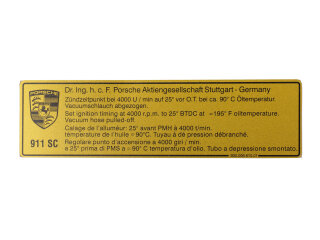 Dr. Ing. h. c. F. Porsche Aktiengesellschaft Stuttgart - Germany
PORSCHE
Zündzeitpunkt bei 4000 U / min auf 25° vor O.T. bei ca. 90° C Öltemperatur.
Vacuumschlauch abgezogen.
Set ignition timing at 4000 r.p.m. to 25° BTDC at ≈195° F oiltemperature.
Vacuum hose pulled-off.
Calage de l'allumeur: 25° avant PMH à 4000 t/min
température de l'huile ≈ 90°C. Tuyau à de pression débranché.
911 SC
Regolare punto d'accensione a 4000 giri / min.
a 25° prima di PMS a ≈ 90° C temperatura d'olio. Tubo a depressione smontato.